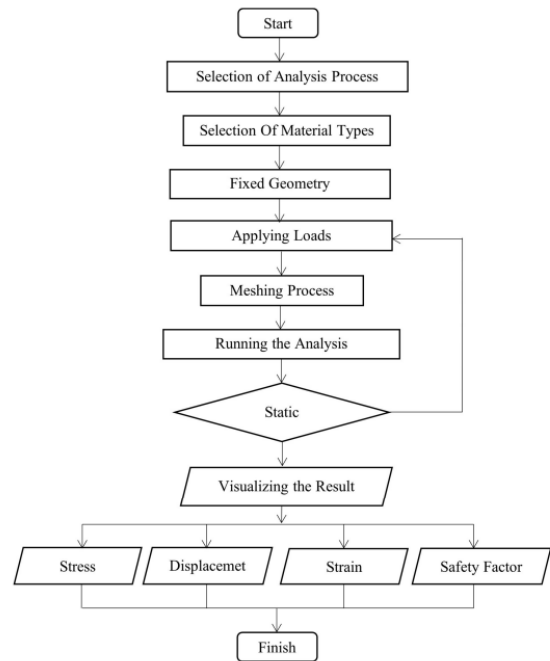 Start
Selection of Analysis Process
Selection Of Material Types
Fixed Geometry
Applying Loads
Meshing Process
Running the Analysis
Static
Visualizing the Result
Stress
Displacemet
Strain
Safety Factor
Finish